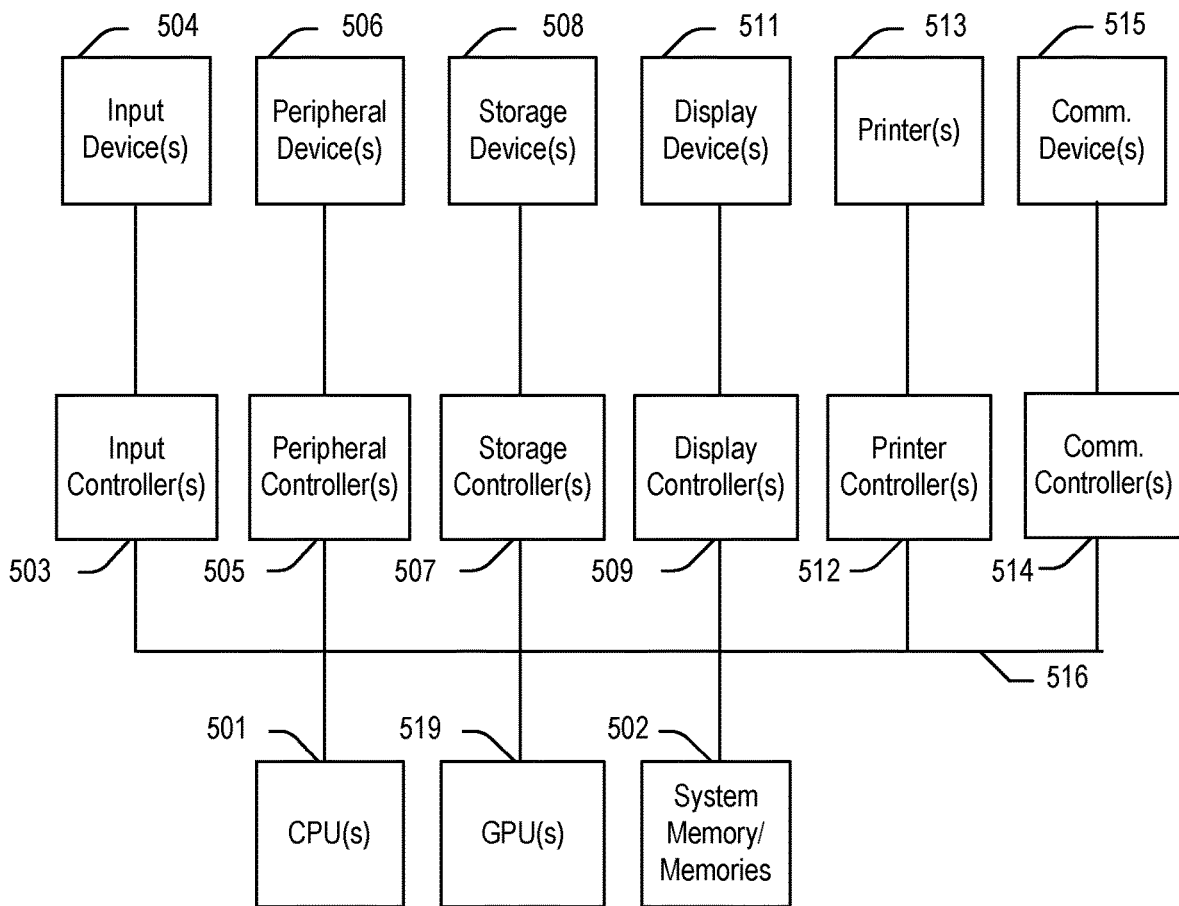 504
506
508
511
513
515
Input
Device(s)
Peripheral
Device(s)
Storage
Device(s)
Display
Device(s)
Printer(s)
Comm.
Device(s)
Input
Controller(s)
Peripheral
Controller(s)
Storage
Controller(s)
Display
Controller(s)
Printer
Controller(s)
Comm.
Controller(s)
503
505
507
509
512
514
516
501
519
502
CPU(s)
GPU(s)
System
Memory/
Memories